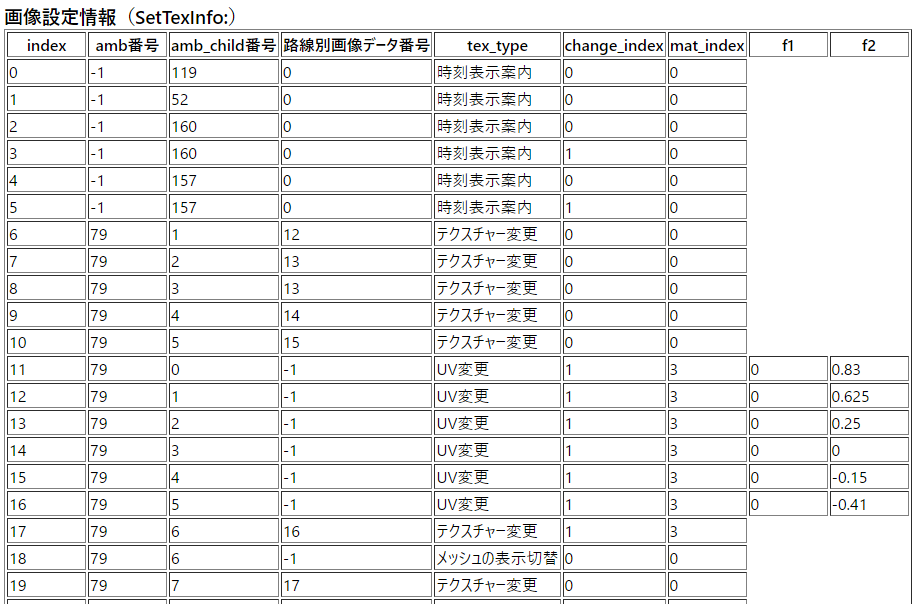 画像設定情報（SetTexInfo:）
index amb番号 amb_child番号 路線別画像データ番号 tex_type change_index mat_index f1 f2
0 -1 119 0 時刻表示案内 0 0
1 -1 52 0 時刻表示案内 0 0
2 -1 160 0 時刻表示案内 0 0
3 -1 160 0 時刻表示案内 1 0
4 -1 157 0 時刻表示案内 0 0
5 -1 157 0 時刻表示案内 1 0
6 79 1 12 テクスチャー変更 0 0
7 79 2 13 テクスチャー変更 0 0
8 79 3 13 テクスチャー変更 0 0
9 79 4 14 テクスチャー変更 0 0
10 79 5 15 テクスチャー変更 0 0
11 79 0 -1 UV変更 1 3 0 0.83
12 79 1 -1 UV変更 1 3 0 0.625
13 79 2 -1 UV変更 1 3 0 0.25
14 79 3 -1 UV変更 1 3 0 0
15 79 4 -1 UV変更 1 3 0 -0.15
16 79 5 -1 UV変更 1 3 0 -0.41
17 79 6 16 テクスチャー変更 1 3
18 79 6 -1 メッシュの表示切替 0 0
19 79 7 17 テクスチャー変更 0 0